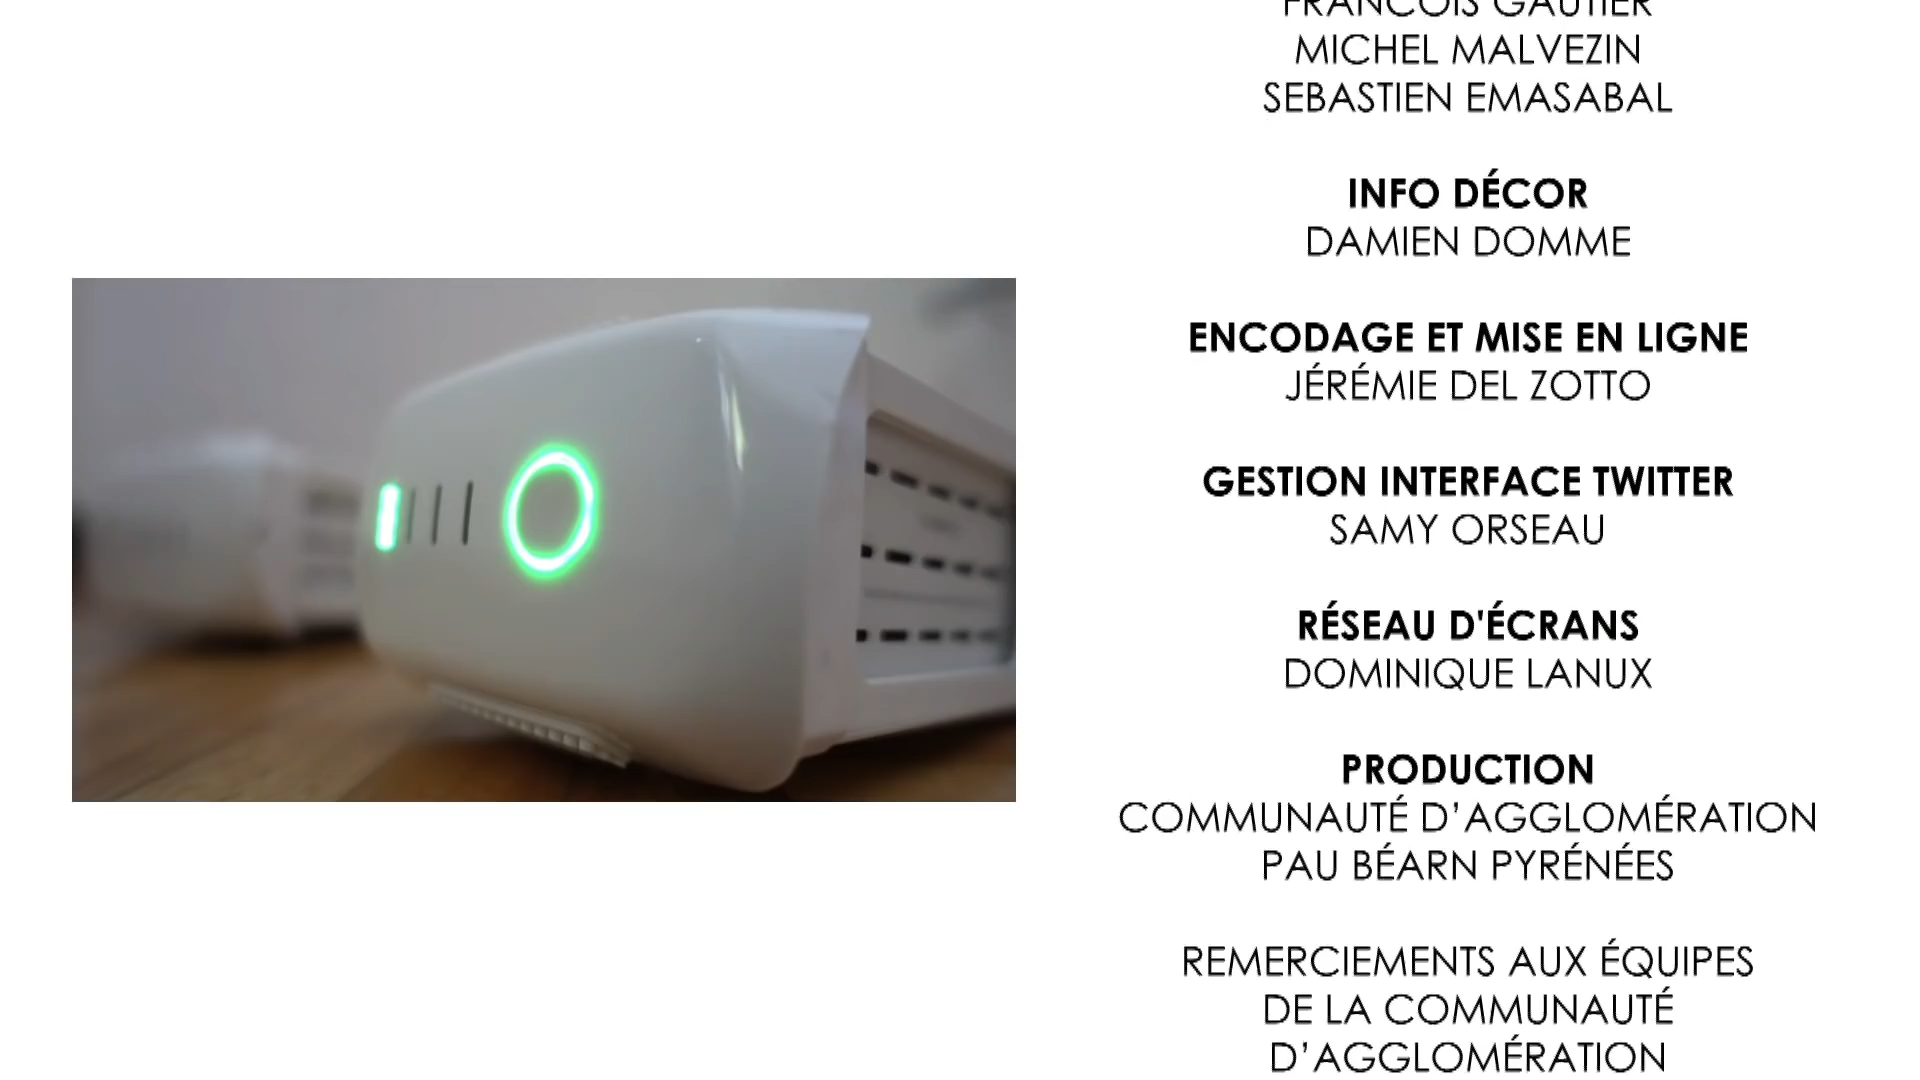 FRANCOIS GAUTIER
MICHEL MALVEZIN
SEBASTIEN EMASABAL
INFO DÉCOR
DAMIEN DOMME
ENCODAGE ET MISE EN LIGNE
JÉRÉMIE DEL ZOTTO
GESTION INTERFACE TWITTER
SAMY ORSEAU
RÉSEAU D'ÉCRANS
DOMINIQUE LANUX
PRODUCTION
COMMUNAUTÉ D’AGGLOMÉRATION
PAU BÉARN PYRÉNÉES
REMERCIEMENTS AUX ÉQUIPES
DE LA COMMUNAUTÉ
D’AGGLOMÉRATION